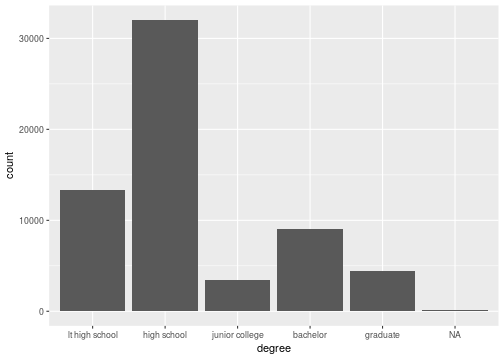 30000
20000
10000
0
count
lt high school high school junior college bachelor graduate NA
degree